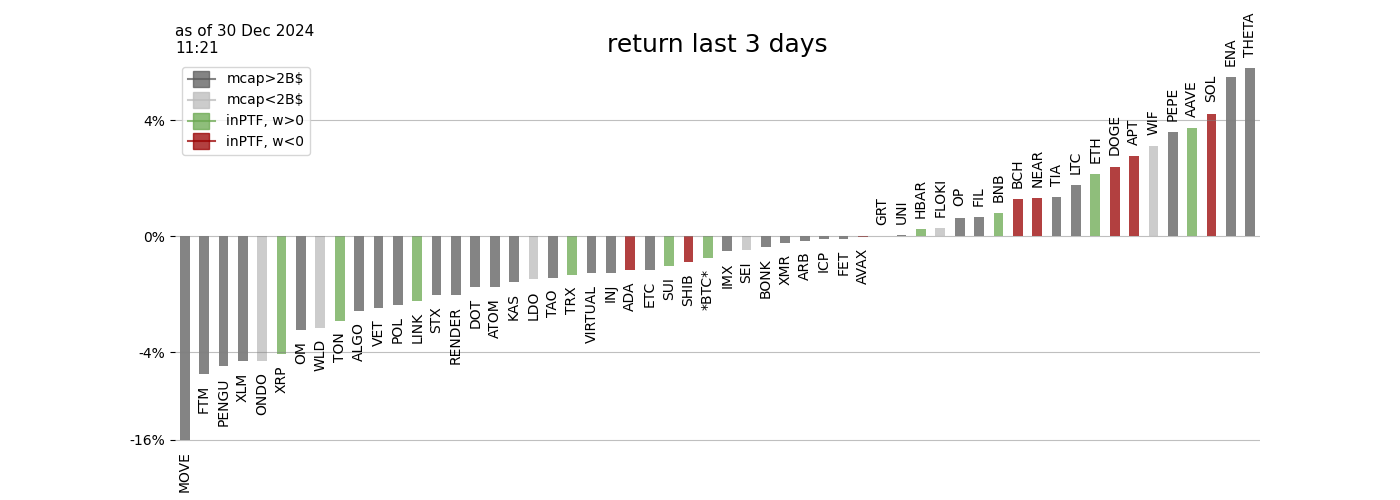 as of 30 Dec 2024
11:21
return last 3 days
mcap>2B$
mcap<2B$
inPTF, w>0
inPTF, w<0
4%
0%
-4%
-16%
MOVE
FTM
PENGU
XLM
ONDO
XRP
OM
WLD
TON
ALGO
VET
POL
LINK
STX
RENDER
DOT
ATOM
KAS
LDO
TAO
TRX
VIRTUAL
INJ
ADA
ETC
SUI
SHIB
*BTC*
IMX
SEI
BONK
XMR
ARB
ICP
FET
AVAX
GRT
UNI
HBAR
FLOKI
OP
FIL
BNB
BCH
NEAR
TIA
LTC
ETH
DOGE
APT
WIF
PEPE
AAVE
SOL
ENA
THETA